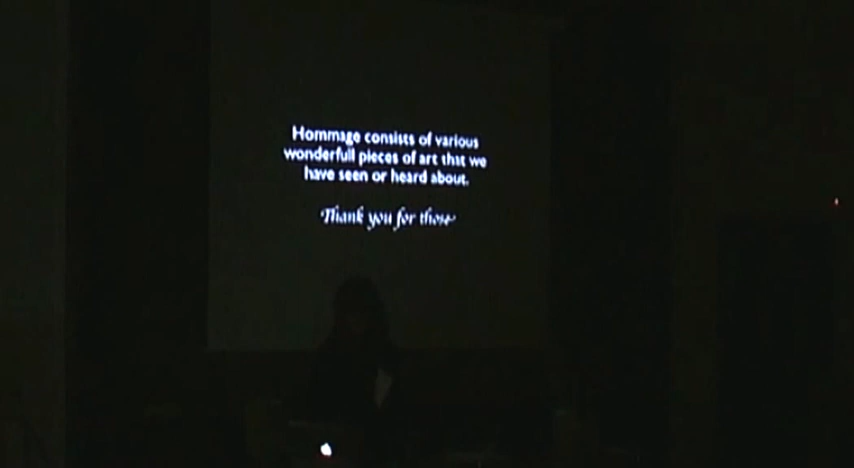 Hommage consists of various
wonderfull pieces of art that we
have seen or heard about.
Thank you for those